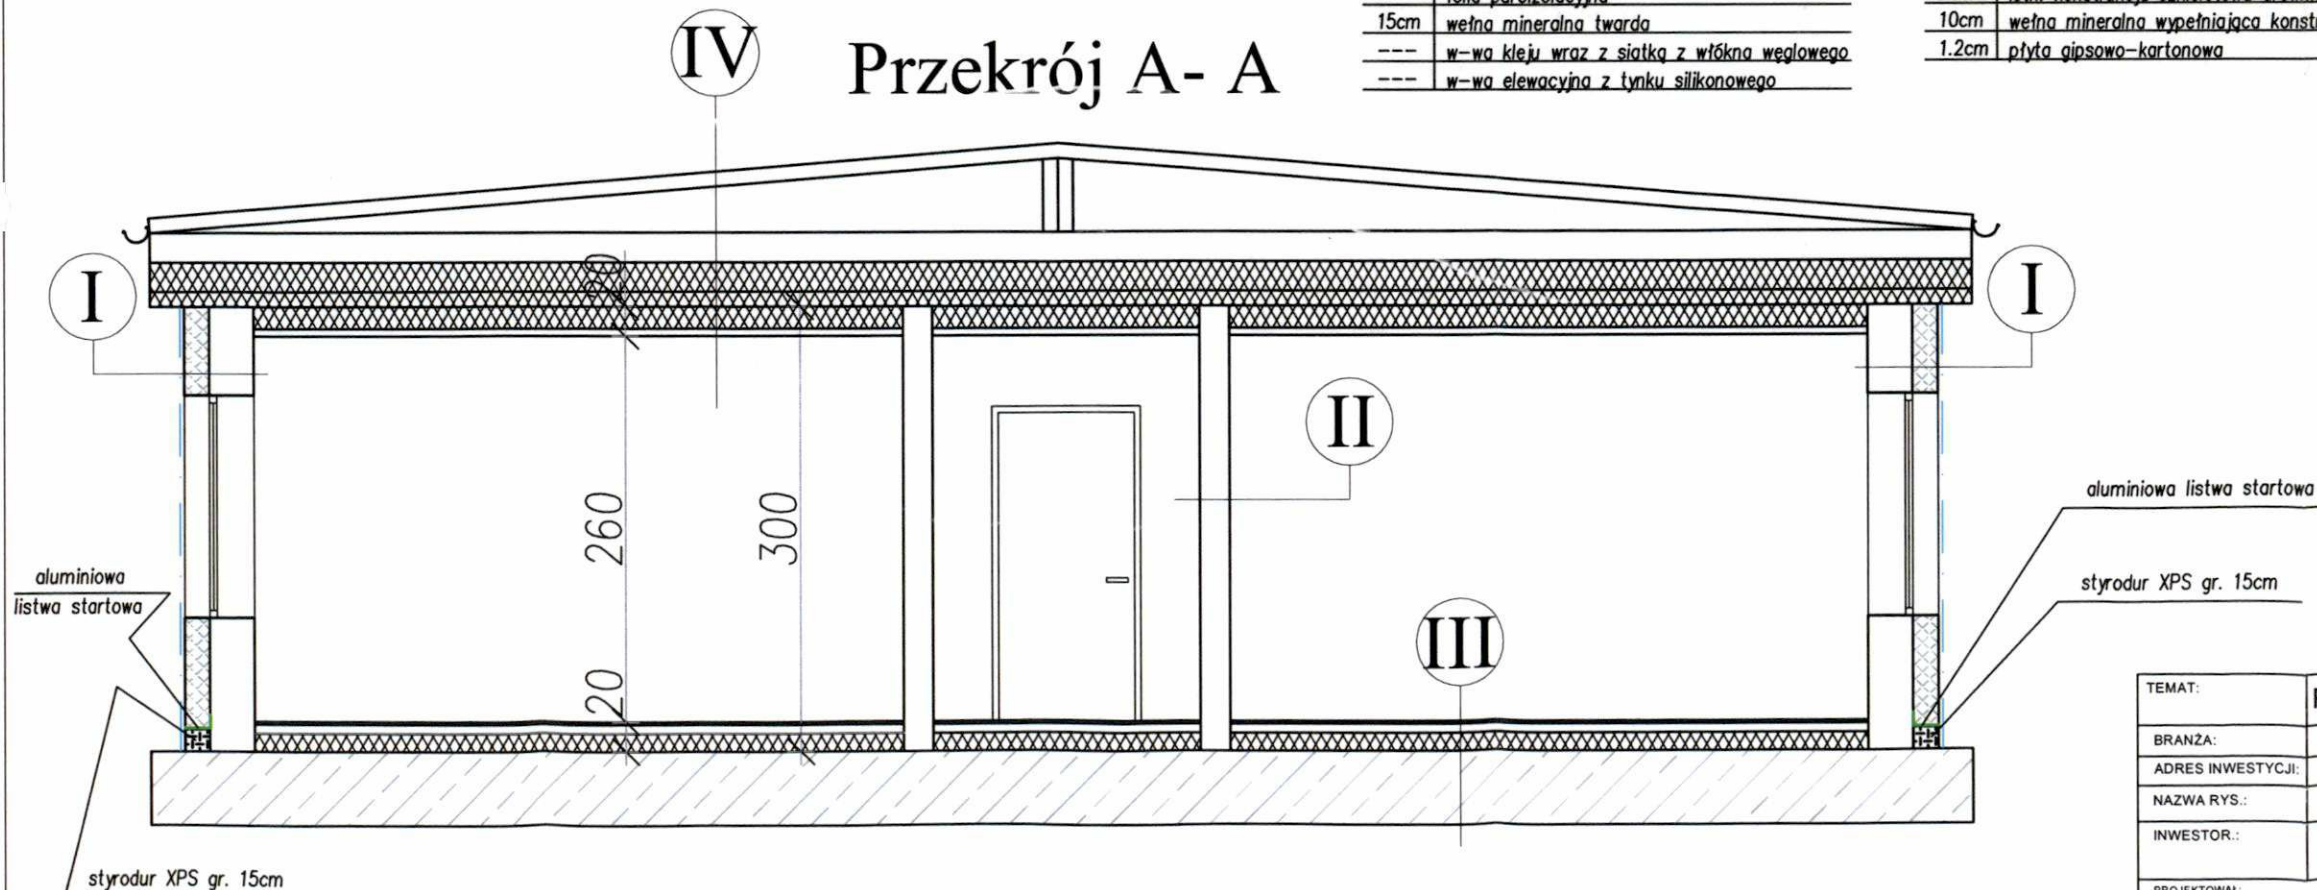 15cm wełna mineralna twarda
--- w-wa kleju wraz z siatką z włókna węglowego
--- w-wa elewacyjna z tynku silikonowego
10cm wełna mineralna wypełniająca
1.2cm płyta gipsowo-kartonowa
Przekrój A- A
IV
I
I
20
II
260
300
20
III
aluminiowa
listwa startowa
styrodur XPS gr. 15cm
aluminiowa listwa startowa
styrodur XPS gr. 15cm
TEMAT:
BRANŻA:
ADRES INWESTYCJI:
NAZWA RYS.:
INWESTOR.: